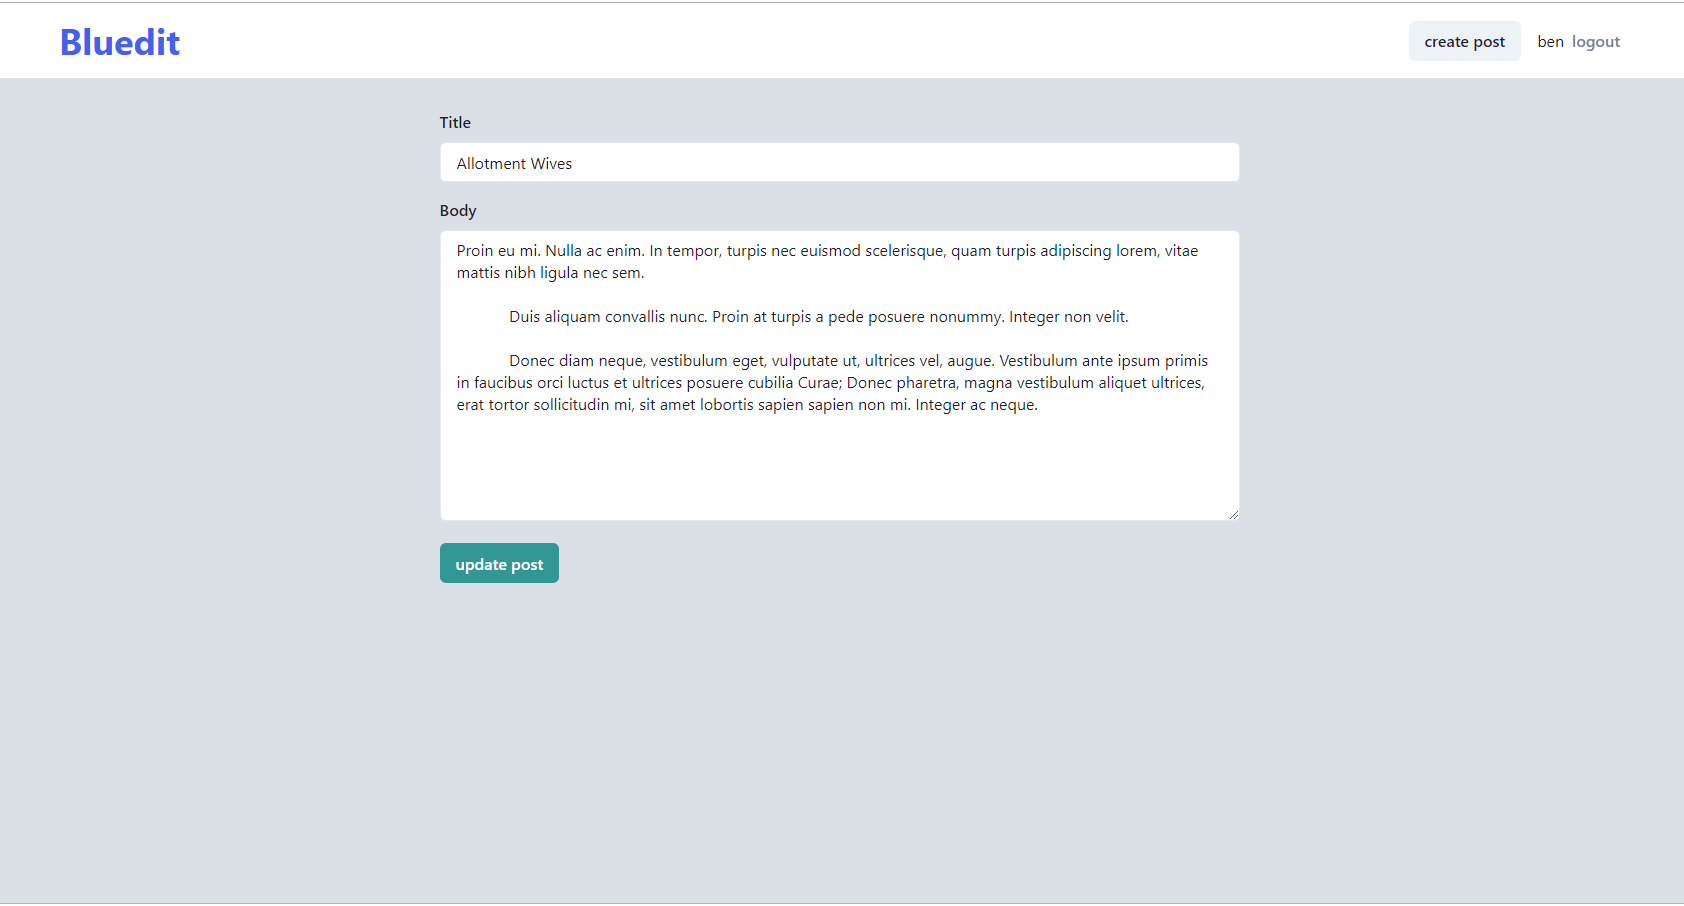 Bluedit
create post
ben logout
Title
Allotment Wives
Body
Proin eu mi. Nulla ac enim. In tempor, turpis nec euismod scelerisque, quam turpis adipiscing lorem, vitae
mattis nibh ligula nec sem.
Duis aliquam convallis nunc. Proin at turpis a pede posuere nonummy. Integer non velit.
Donec diam neque, vestibulum eget, vulputate ut, ultrices vel, augue. Vestibulum ante ipsum primis
in faucibus orci luctus et ultrices posuere cubilia Curae; Donec pharetra, magna vestibulum aliquet ultrices,
erat tortor sollicitudin mi, sit amet lobortis sapien sapien non mi. Integer ac neque.
update post